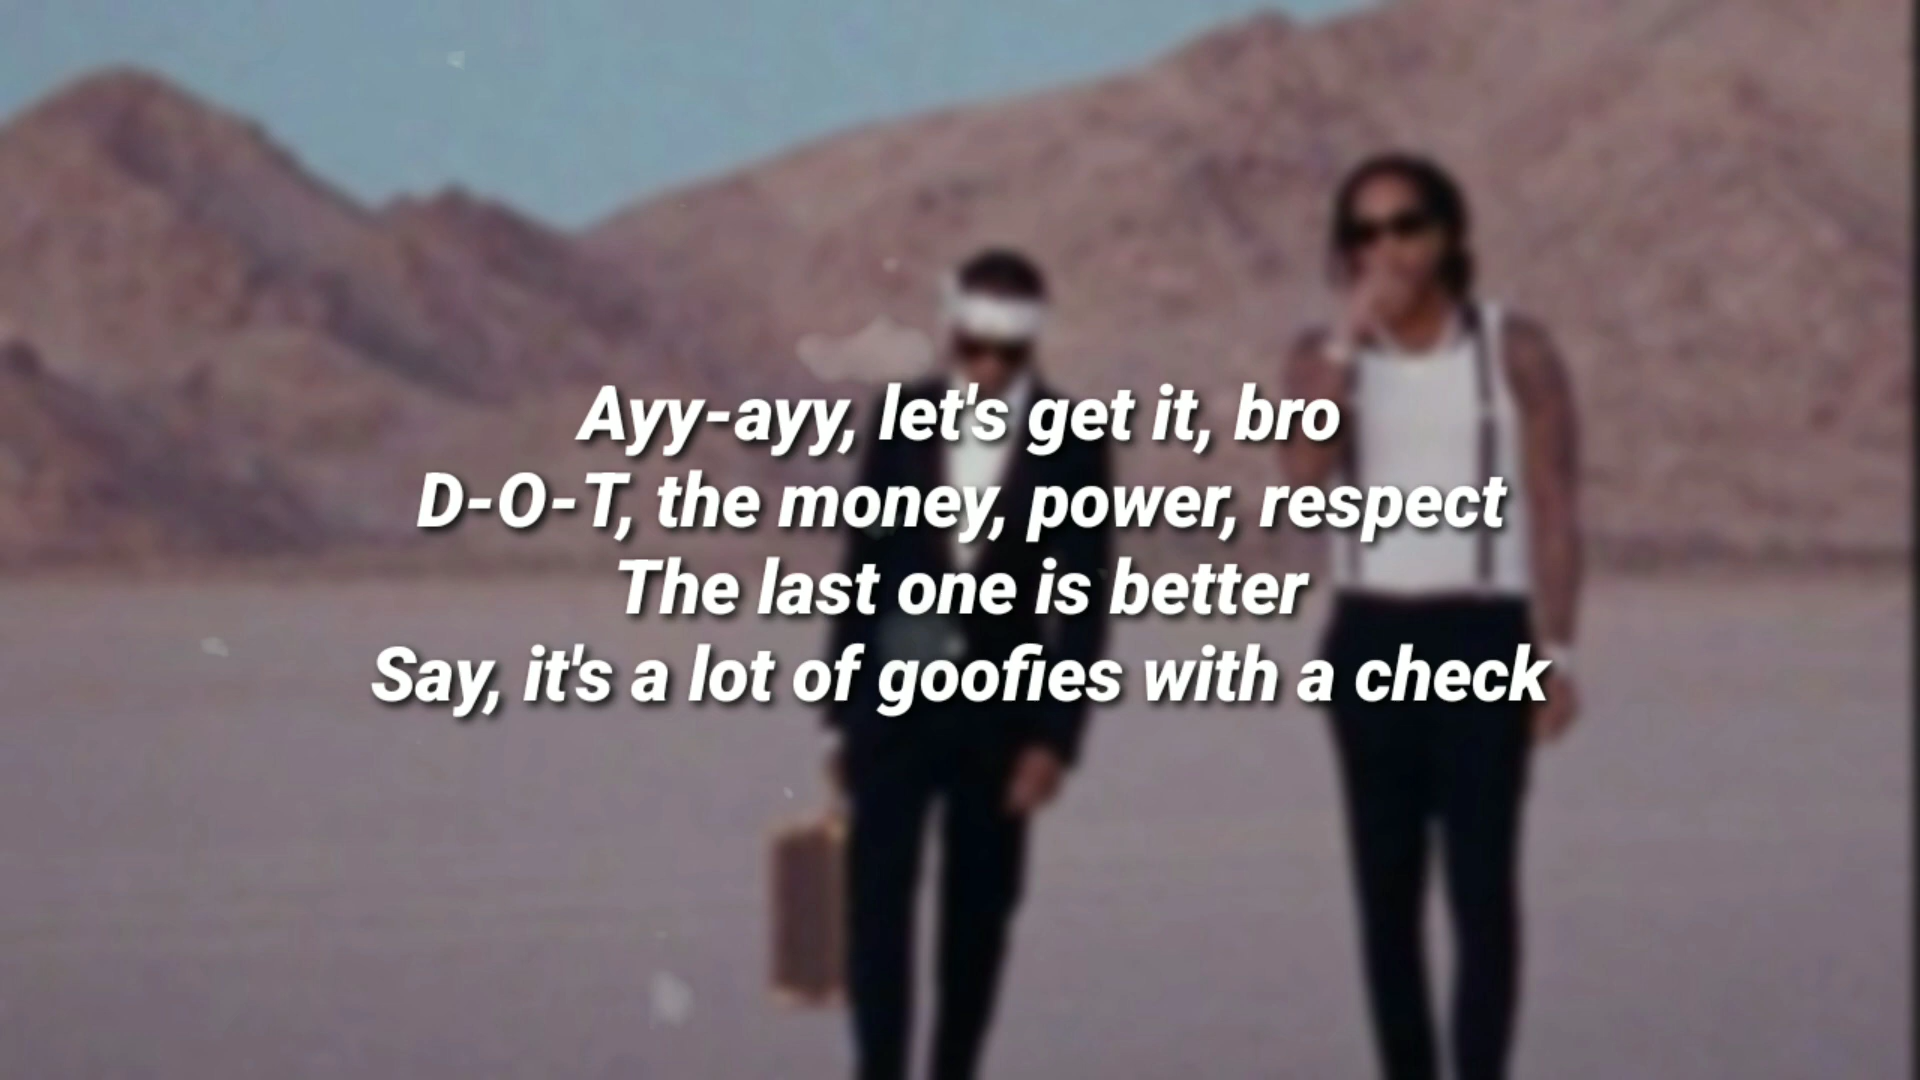 Ayy-ayy, let's get it, bro
D-O-T, the money, power, respect
The last one is better
Say, it's a lot of goofies with a check